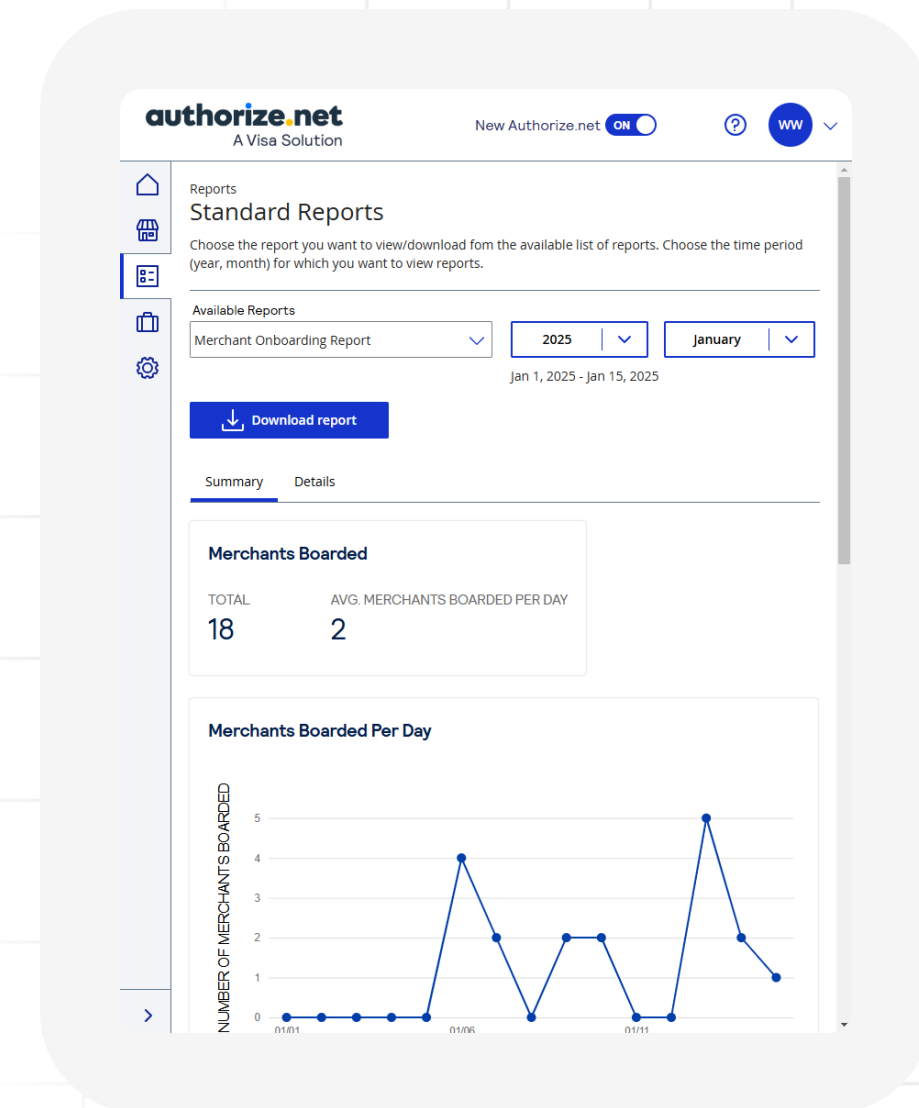 authorize.net
A Visa Solution
New Authorize.net ON
?
WW
Reports
Standard Reports
Choose the report you want to view/download fom the available list of reports. Choose the time period
(year, month) for which you want to view reports.
Available Reports
Merchant Onboarding Report
2025
January
Jan 1, 2025 - Jan 15, 2025
Download report
Summary Details
Merchants Boarded
TOTAL AVG. MERCHANTS BOARDED PER DAY
18 2
Merchants Boarded Per Day
NUMBER OF MERCHANTS BOARDED
5
4
3
2
1
0
01/01 01/06 01/11